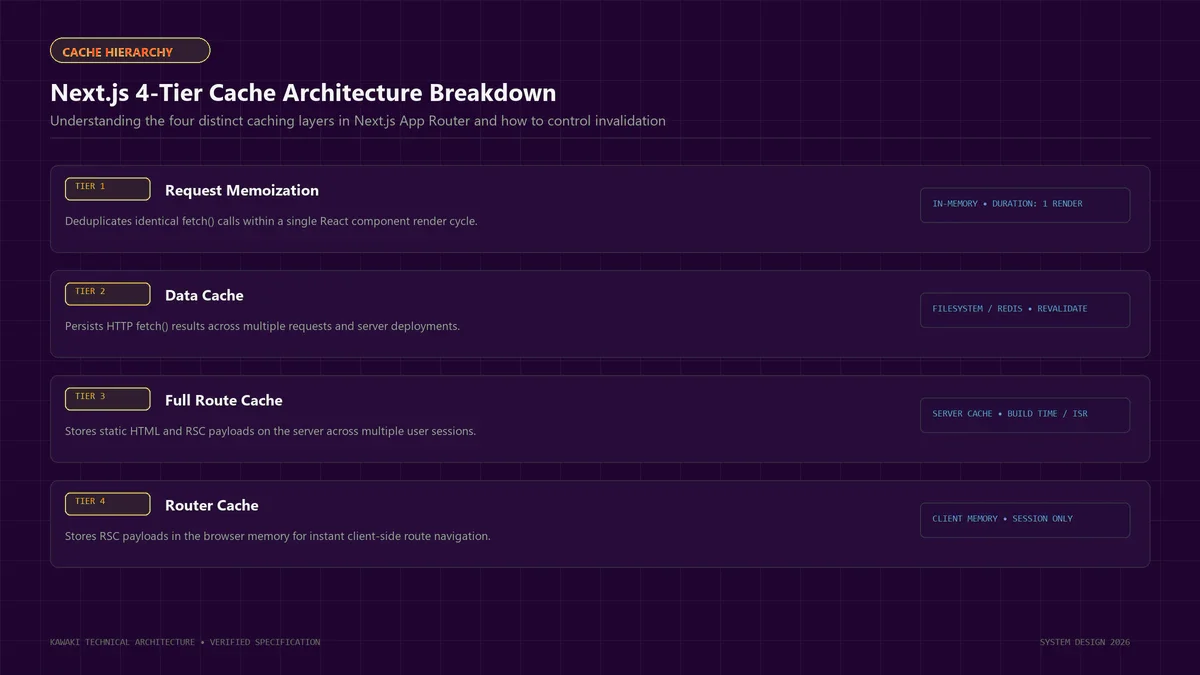 CACHE HIERARCHY
Next.js 4-Tier Cache Architecture Breakdown
Understanding the four distinct caching layers in Next.js App Router and how to control invalidation
TIER 1
Request Memoization
Deduplicates identical fetch() calls within a single React component render cycle.
IN-MEMORY • DURATION: 1 RENDER
TIER 2
Data Cache
Persists HTTP fetch() results across multiple requests and server deployments.
FILESYSTEM / REDIS • REVALIDATE
TIER 3
Full Route Cache
Stores static HTML and RSC payloads on the server across multiple user sessions.
SERVER CACHE • BUILD TIME / ISR
TIER 4
Router Cache
Stores RSC payloads in the browser memory for instant client-side route navigation.
CLIENT MEMORY • SESSION ONLY
KAWAKI TECHNICAL ARCHITECTURE • VERIFIED SPECIFICATION
SYSTEM DESIGN 2026